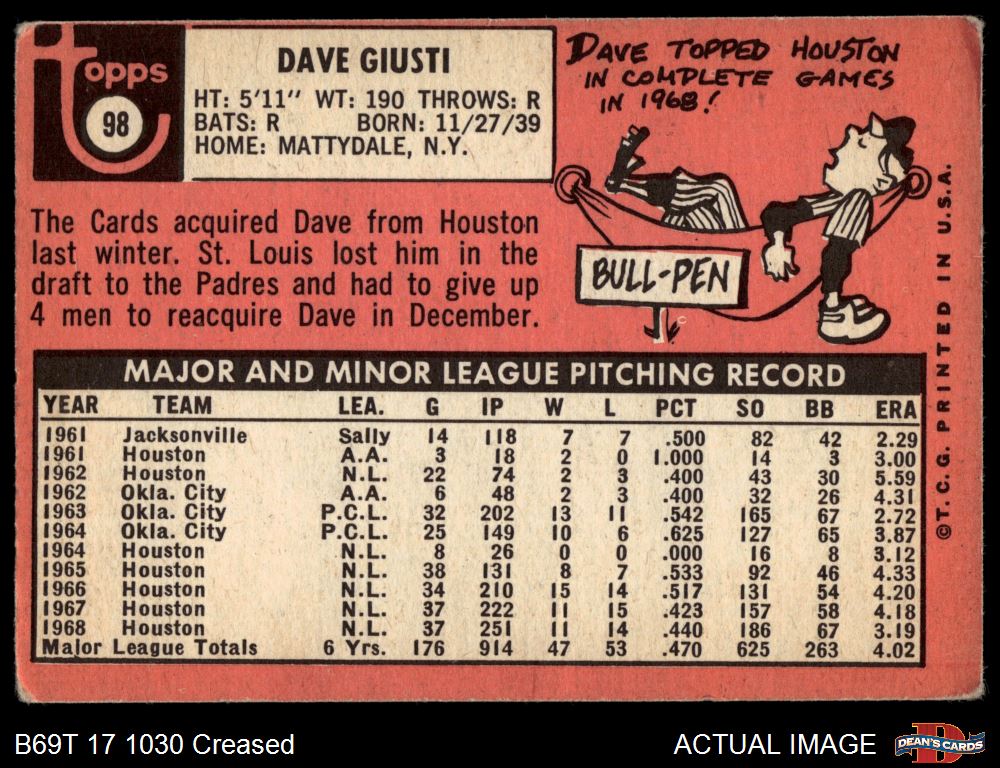 topps
98
DAVE GIUSTI
HT: 5'11" WT: 190 THROWS: R
BATS: R BORN: 11/27/39
HOME: MATTYDALE, N.Y.
DAVE TOPPED HOUSTON
IN COMPLETE GAMES
IN 1968!
The Cards acquired Dave from Houston
last winter. St. Louis lost him in the
draft to the Padres and had to give up
4 men to reacquire Dave in December.
BULL-PEN
MAJOR AND MINOR LEAGUE PITCHING RECORD
YEAR TEAM LEA. G IP W L PCT SO BB ERA
1961 Jacksonville Sally 14 118 7 7 .500 82 42 2.29
1961 Houston A.A. 3 18 2 0 1.000 14 3 3.00
1962 Houston N.L. 22 74 2 3 .400 43 30 5.59
1962 Okla. City A.A. 6 48 2 3 .400 32 26 4.31
1963 Okla. City P.C.L. 32 202 13 11 .542 165 67 2.72
1964 Okla. City P.C.L. 25 149 10 6 .625 127 65 3.87
1964 Houston N.L. 8 26 0 0 .000 16 8 3.12
1965 Houston N.L. 38 131 8 7 .533 92 46 4.33
1966 Houston N.L. 34 210 15 14 .517 131 54 4.20
1967 Houston N.L. 37 222 11 15 .423 157 58 4.18
1968 Houston N.L. 37 251 11 14 .440 186 67 3.19
Major League Totals 6 Yrs. 176 914 47 53 .470 625 263 4.02
©T.C.G. PRINTED IN U.S.A.
B69T 17 1030 Creased
ACTUAL IMAGE
D
DEAN'S CARDS